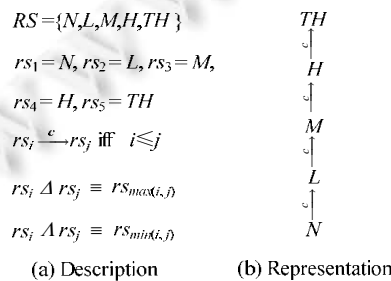 RS={N,L,M,H,TH }
rs₁= N, rs₂= L, rs₃= M,
rs₄= H, rs₅= TH
rsᵢ —c→ rsⱼ iff i≤j
rsᵢ Δ rsⱼ ≡ rsmax(i,j)
rsᵢ Λ rsⱼ ≡ rsmin(i,j)
(a) Description
TH
c
H
c
M
c
L
c
N
(b) Representation